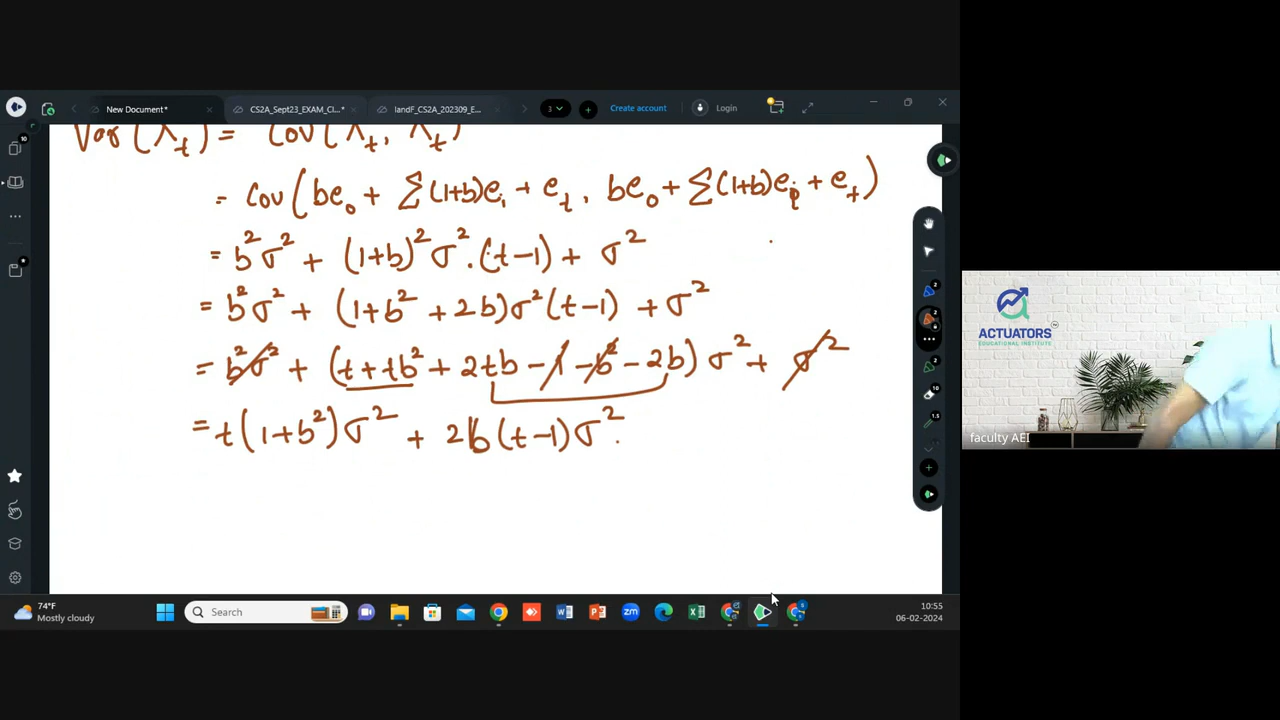 New Document*
CS2A_Sept23_EXAM_Cl...*
IandF_CS2A_202309_E...
3
Create account
Login
Var(X_t) = Cov(X_t, X_t)
= Cov(be_0 + Σ(1+b)e_i + e_t, be_0 + Σ(1+b)e_i + e_t)
= b²σ² + (1+b)²σ².(t-1) + σ²
= b²σ² + (1+b²+2b)σ²(t-1) + σ²
= b²σ² + (t+tb²+2tb-1-b²-2b)σ² + σ²
= t(1+b²)σ² + 2b(t-1)σ².
ACTUATORS
EDUCATIONAL INSTITUTE
faculty AEI
74°F
Mostly cloudy
Search
10:55
06-02-2024